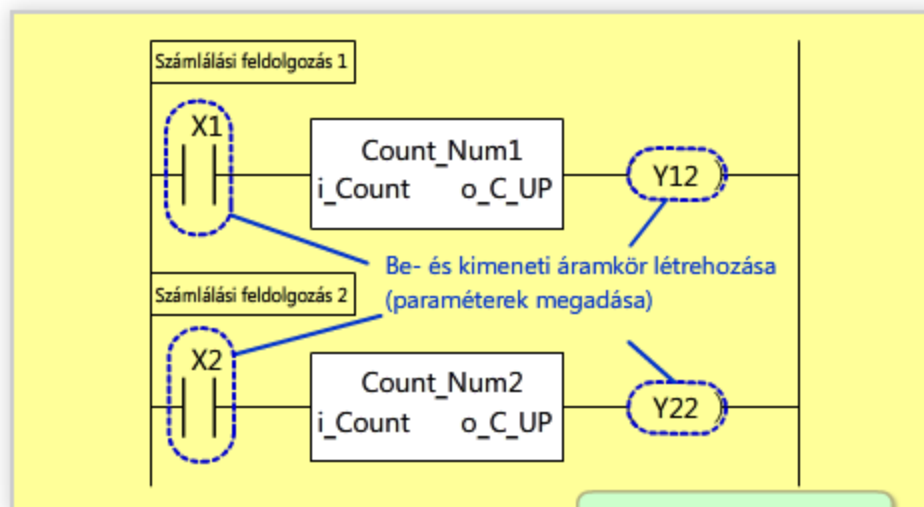 Számlálási feldolgozás 1
X1
Count_Num1
i_Count o_C_UP
Y12
Be- és kimeneti áramkör létrehozása
(paraméterek megadása)
Számlálási feldolgozás 2
X2
Count_Num2
i_Count o_C_UP
Y22